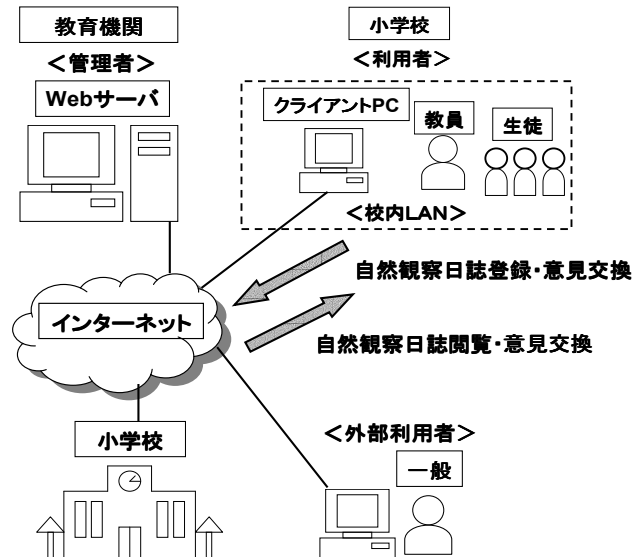 教育機関
＜管理者＞
Webサーバ
小学校
＜利用者＞
クライアントPC
教員
生徒
＜校内LAN＞
自然観察日誌登録・意見交換
インターネット
自然観察日誌閲覧・意見交換
小学校
＜外部利用者＞
一般